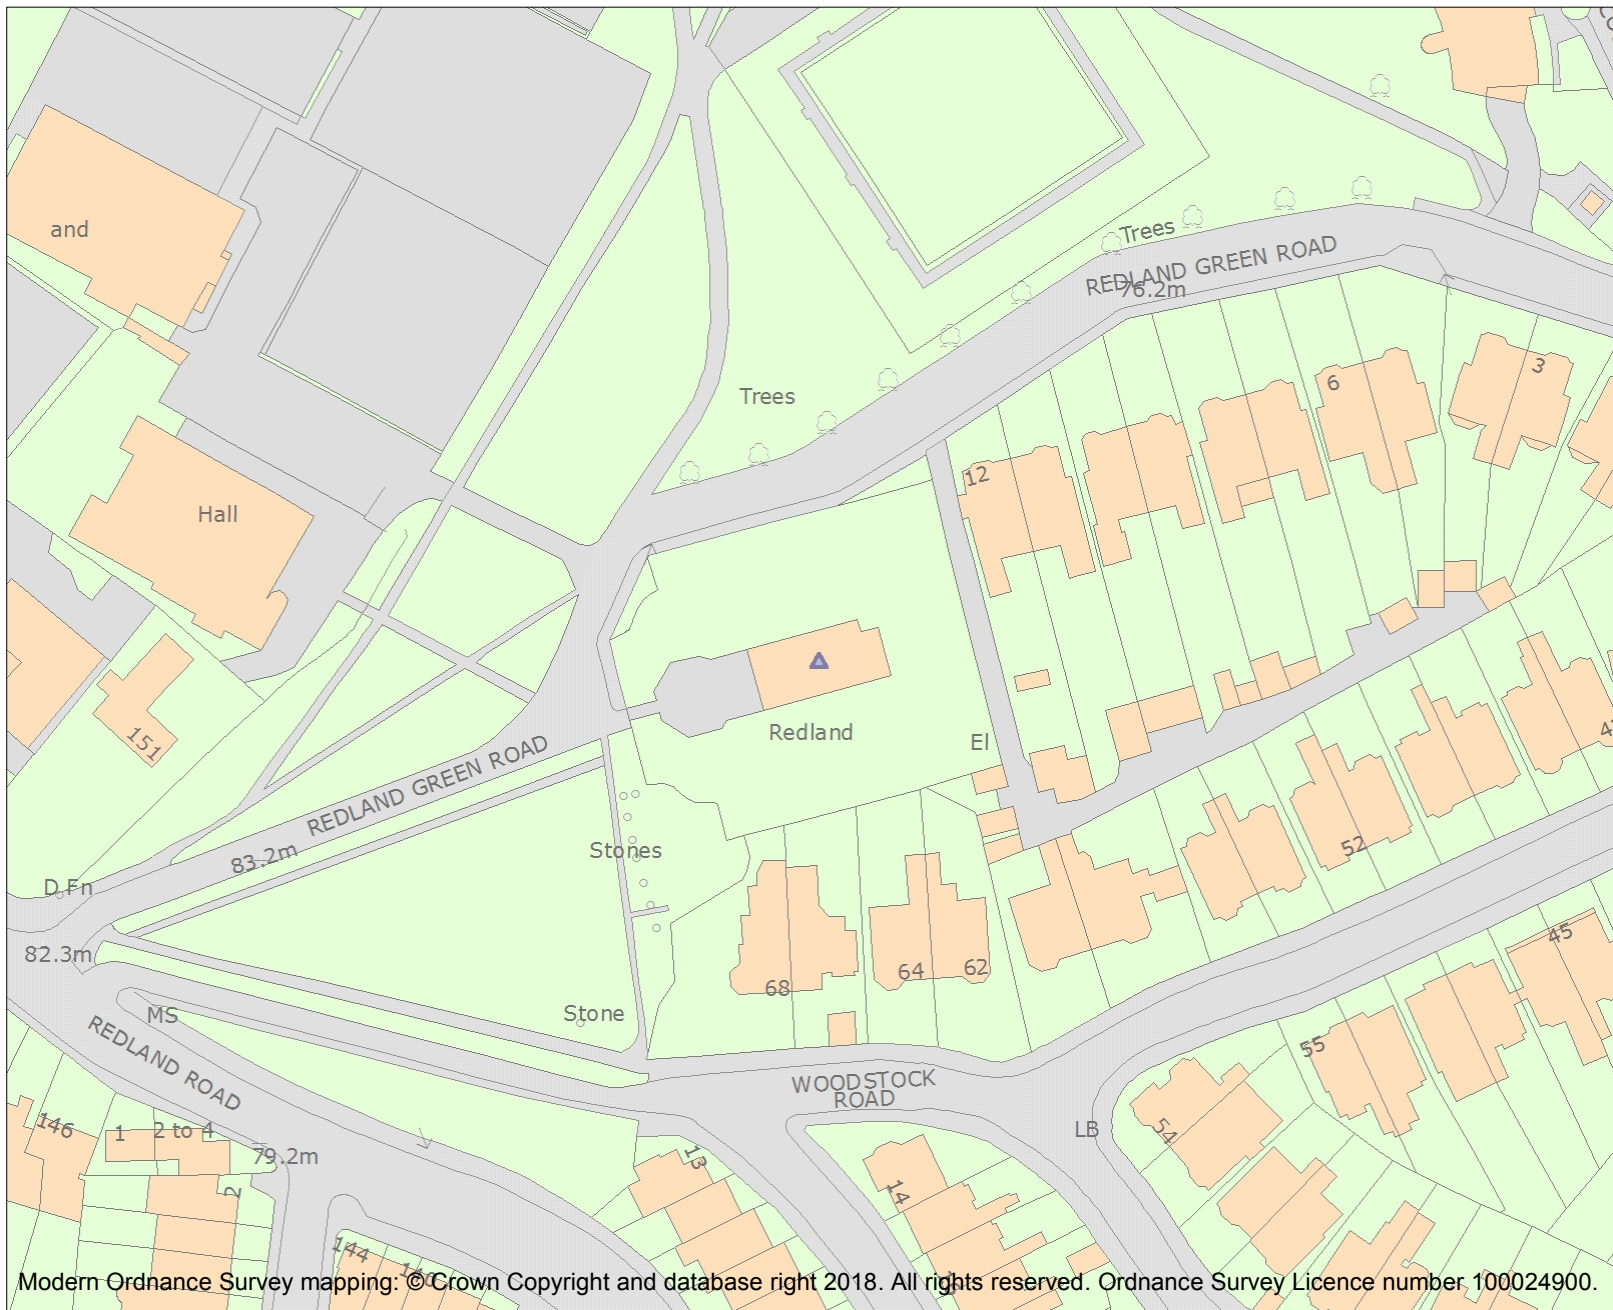 and
Trees
REDLAND GREEN ROAD
76.2m
3
6
Trees
12
Hall
151
Redland
El
REDLAND GREEN ROAD
83.2m
Stones
52
D Fn
82.3m
45
68
64
62
MS
Stone
REDLAND ROAD
55
WOODSTOCK
ROAD
LB
54
146
1
2 to 4
79.2m
13
2
14
144
Modern Ordnance Survey mapping: © Crown Copyright and database right 2018. All rights reserved. Ordnance Survey Licence number 100024900.